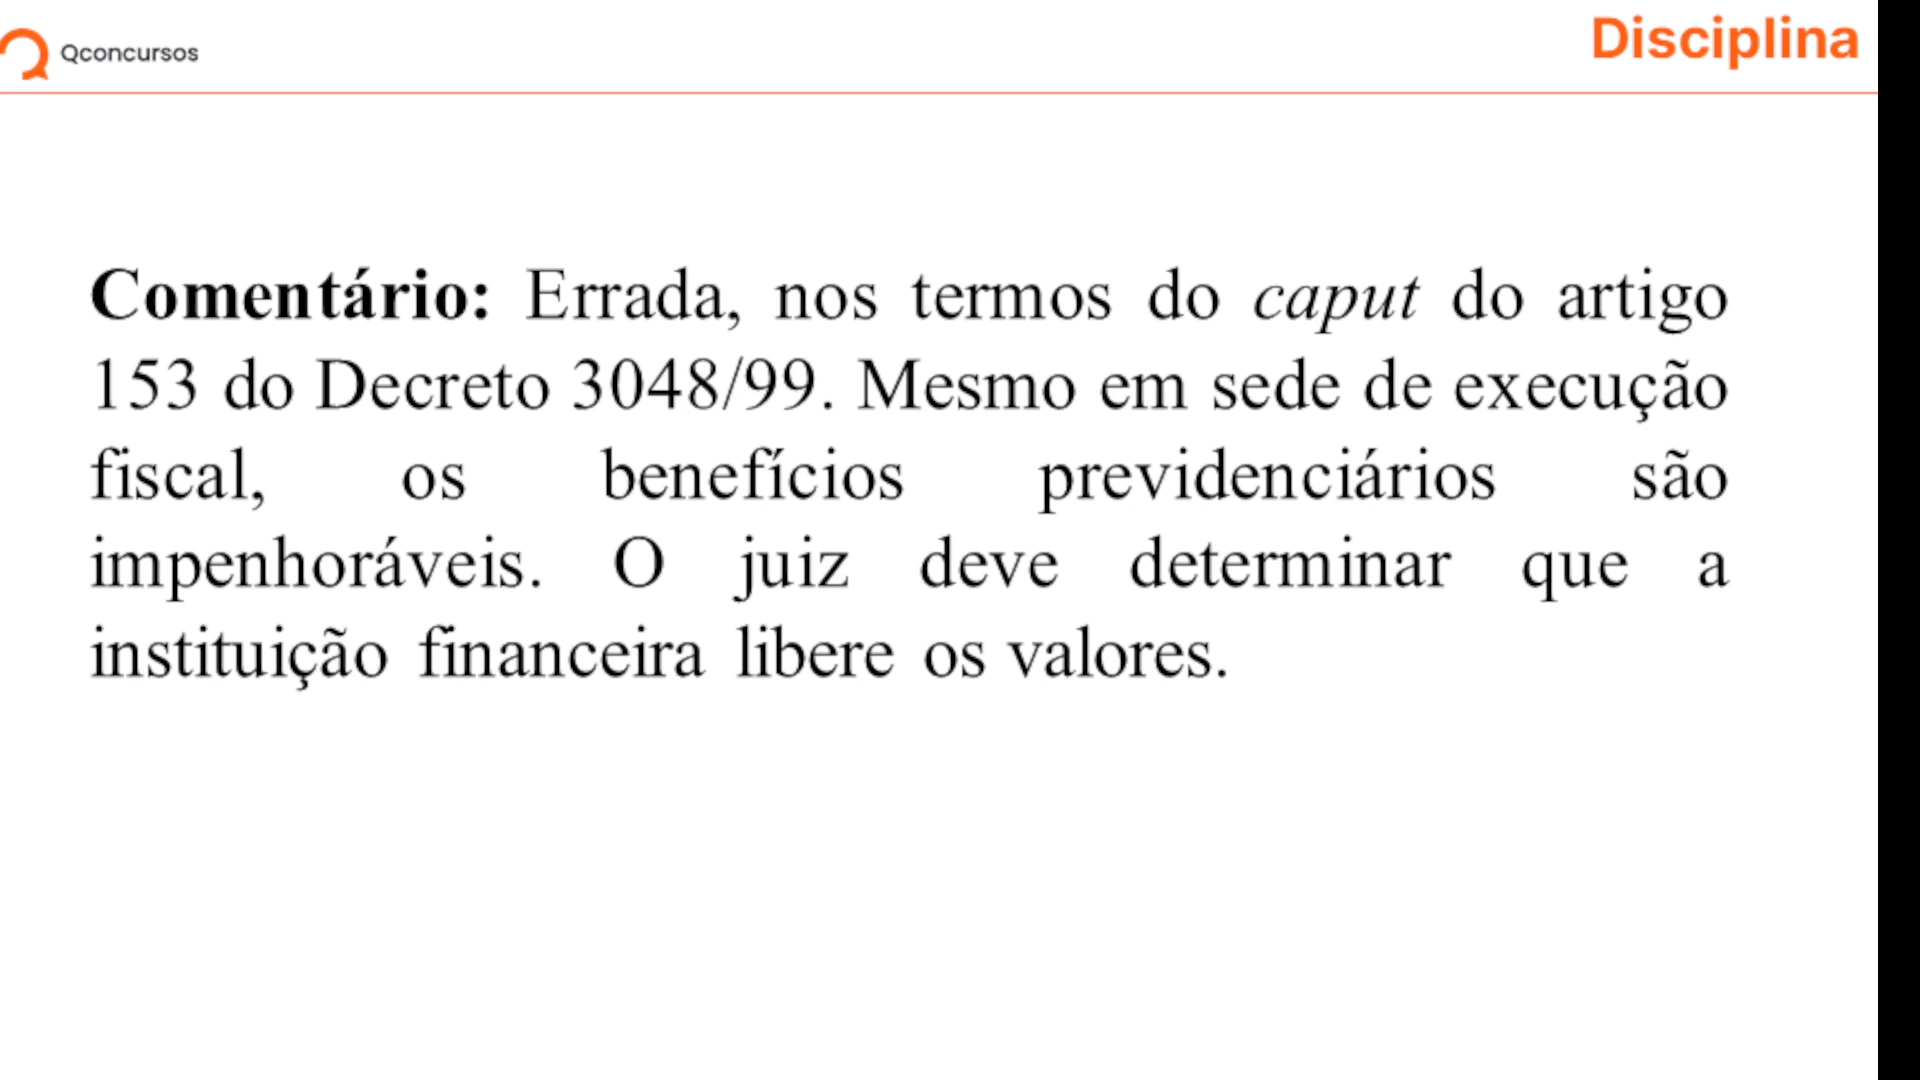 Qconcursos
Disciplina
Comentário: Errada, nos termos do caput do artigo
153 do Decreto 3048/99. Mesmo em sede de execução
fiscal, os benefícios previdenciários são
impenhoráveis. O juiz deve determinar que a
instituição financeira libere os valores.